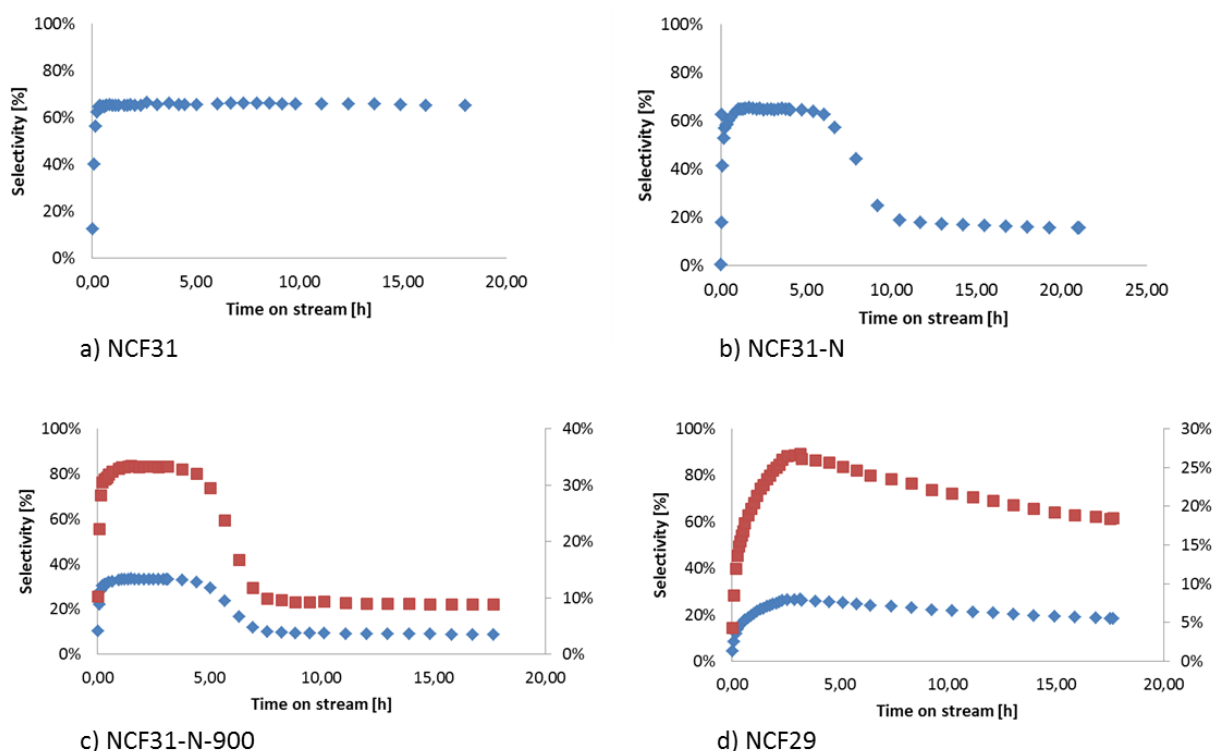 100%
80%
60%
40%
20%
0%
Selectivity [%]
0,00 5,00 10,00 15,00 20,00
Time on stream [h]
a) NCF31
100%
80%
60%
40%
20%
0%
Selectivity [%]
0,00 5,00 10,00 15,00 20,00 25,00
Time on stream [h]
b) NCF31-N
100%
80%
60%
40%
20%
0%
Selectivity [%]
40%
30%
20%
10%
0%
0,00 5,00 10,00 15,00 20,00
Time on stream [h]
c) NCF31-N-900
100%
80%
60%
40%
20%
0%
Selectivity [%]
30%
25%
20%
15%
10%
5%
0%
0,00 5,00 10,00 15,00 20,00
Time on stream [h]
d) NCF29